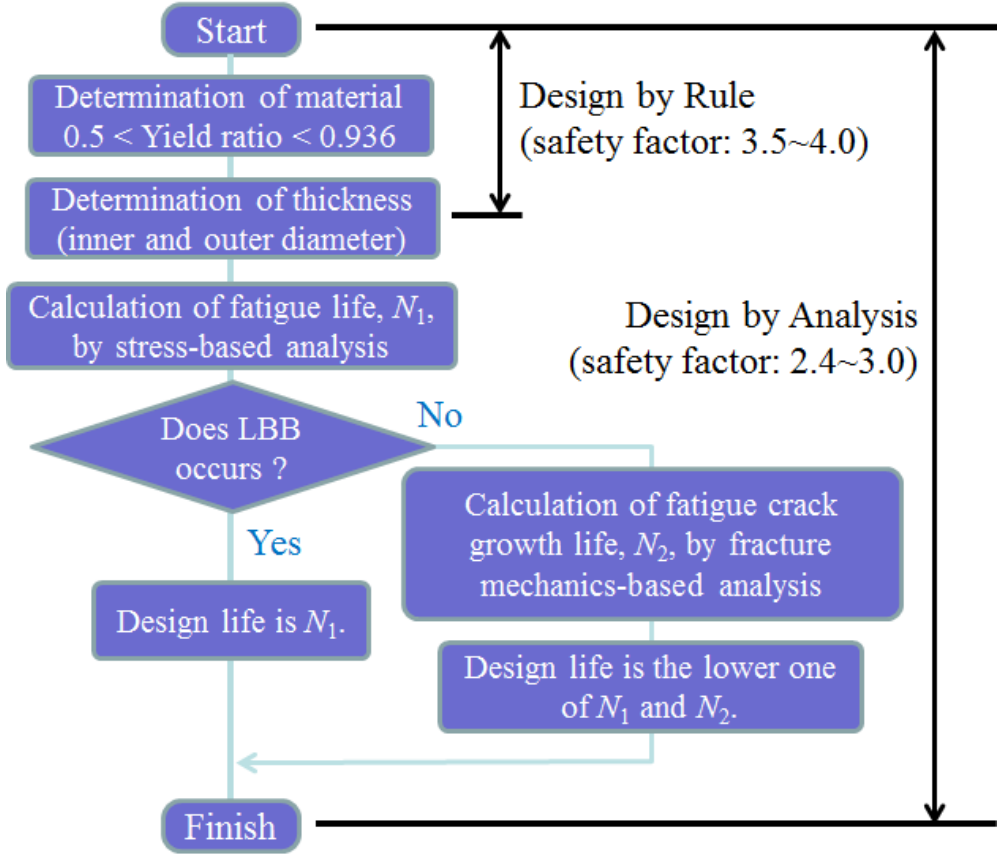 Start
Determination of material
0.5 < Yield ratio < 0.936
Determination of thickness
(inner and outer diameter)
Calculation of fatigue life, N₁,
by stress-based analysis
Does LBB
occurs ?
No
Yes
Calculation of fatigue crack
growth life, N₂, by fracture
mechanics-based analysis
Design life is N₁.
Design life is the lower one
of N₁ and N₂.
Finish
Design by Rule
(safety factor: 3.5~4.0)
Design by Analysis
(safety factor: 2.4~3.0)